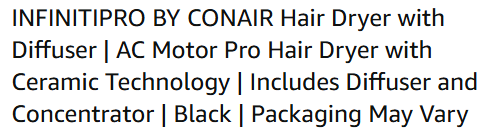 INFINITIPRO BY CONAIR Hair Dryer with
Diffuser | AC Motor Pro Hair Dryer with
Ceramic Technology | Includes Diffuser and
Concentrator | Black | Packaging May Vary